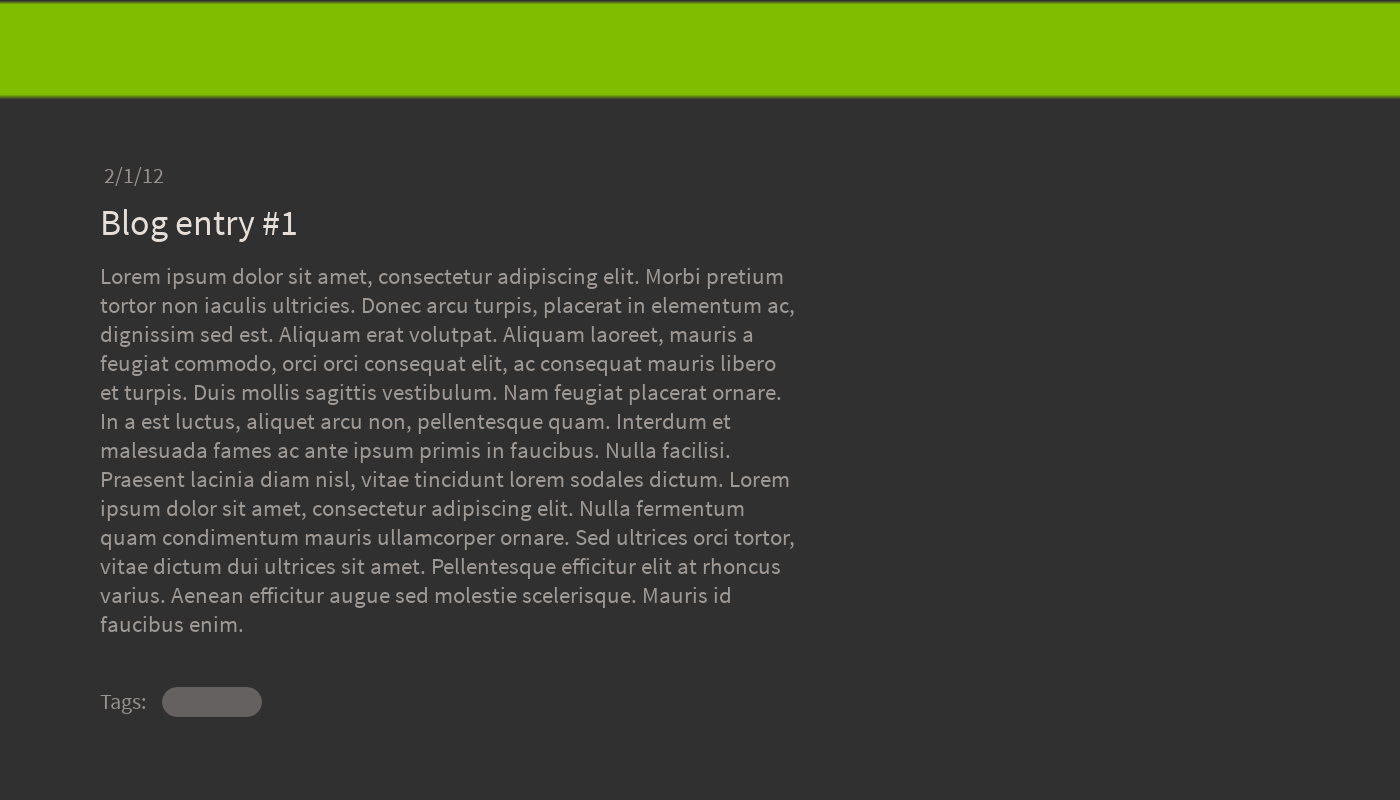 2/1/12
Blog entry #1
Lorem ipsum dolor sit amet, consectetur adipiscing elit. Morbi pretium
tortor non iaculis ultricies. Donec arcu turpis, placerat in elementum ac,
dignissim sed est. Aliquam erat volutpat. Aliquam laoreet, mauris a
feugiat commodo, orci orci consequat elit, ac consequat mauris libero
et turpis. Duis mollis sagittis vestibulum. Nam feugiat placerat ornare.
In a est luctus, aliquet arcu non, pellentesque quam. Interdum et
malesuada fames ac ante ipsum primis in faucibus. Nulla facilisi.
Praesent lacinia diam nisl, vitae tincidunt lorem sodales dictum. Lorem
ipsum dolor sit amet, consectetur adipiscing elit. Nulla fermentum
quam condimentum mauris ullamcorper ornare. Sed ultrices orci tortor,
vitae dictum dui ultrices sit amet. Pellentesque efficitur elit at rhoncus
varius. Aenean efficitur augue sed molestie scelerisque. Mauris id
faucibus enim.
Tags: